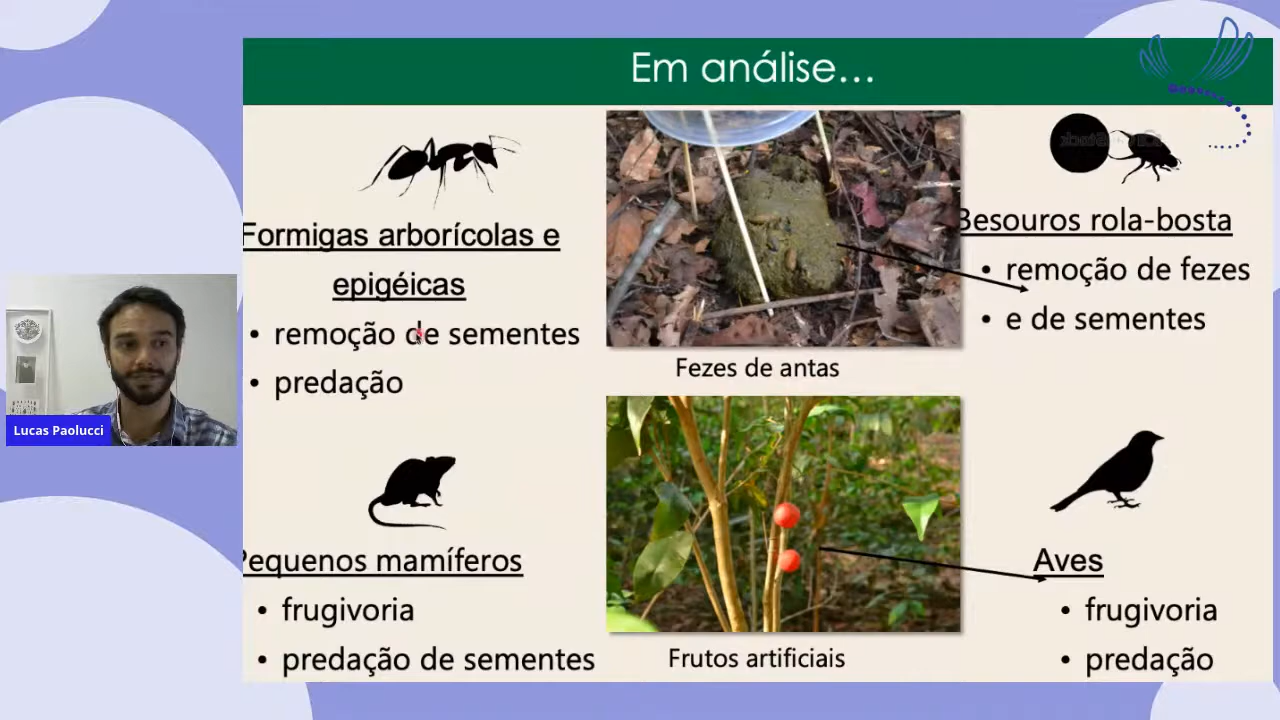 Em análise...
Formigas arborícolas e
epigéicas
• remoção de sementes
• predação
Fezes de antas
Besouros rola-bosta
• remoção de fezes
• e de sementes
Lucas Paolucci
Pequenos mamíferos
• frugivoria
• predação de sementes
Frutos artificiais
Aves
• frugivoria
• predação